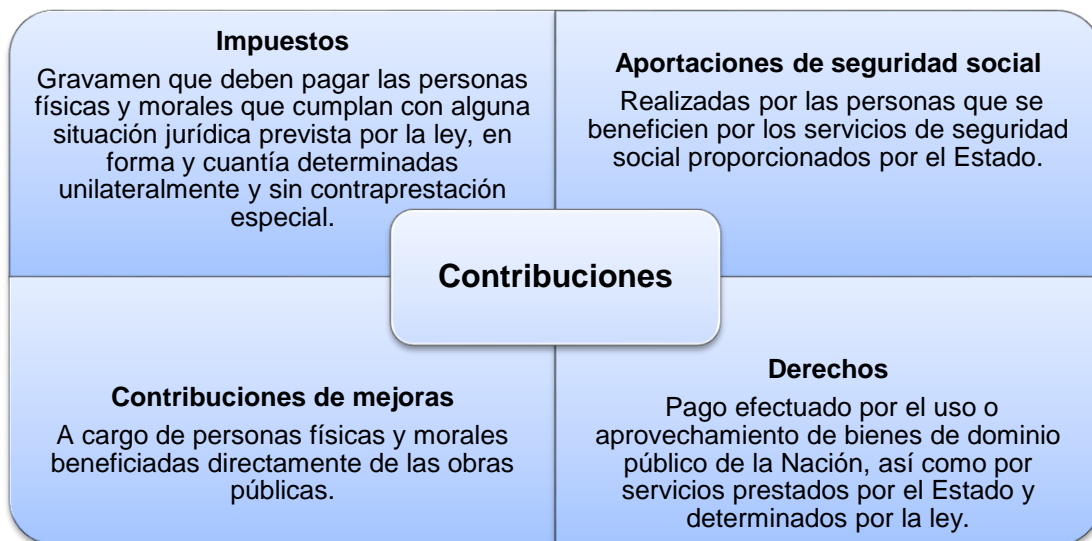 Impuestos
Gravamen que deben pagar las personas
físicas y morales que cumplan con alguna
situación jurídica prevista por la ley, en
forma y cuantía determinadas
unilateralmente y sin contraprestación
especial.
Aportaciones de seguridad social
Realizadas por las personas que se
beneficien por los servicios de seguridad
social proporcionados por el Estado.
Contribuciones
Contribuciones de mejoras
A cargo de personas físicas y morales
beneficiadas directamente de las obras
públicas.
Derechos
Pago efectuado por el uso o
aprovechamiento de bienes de dominio
público de la Nación, así como por
servicios prestados por el Estado y
determinados por la ley.